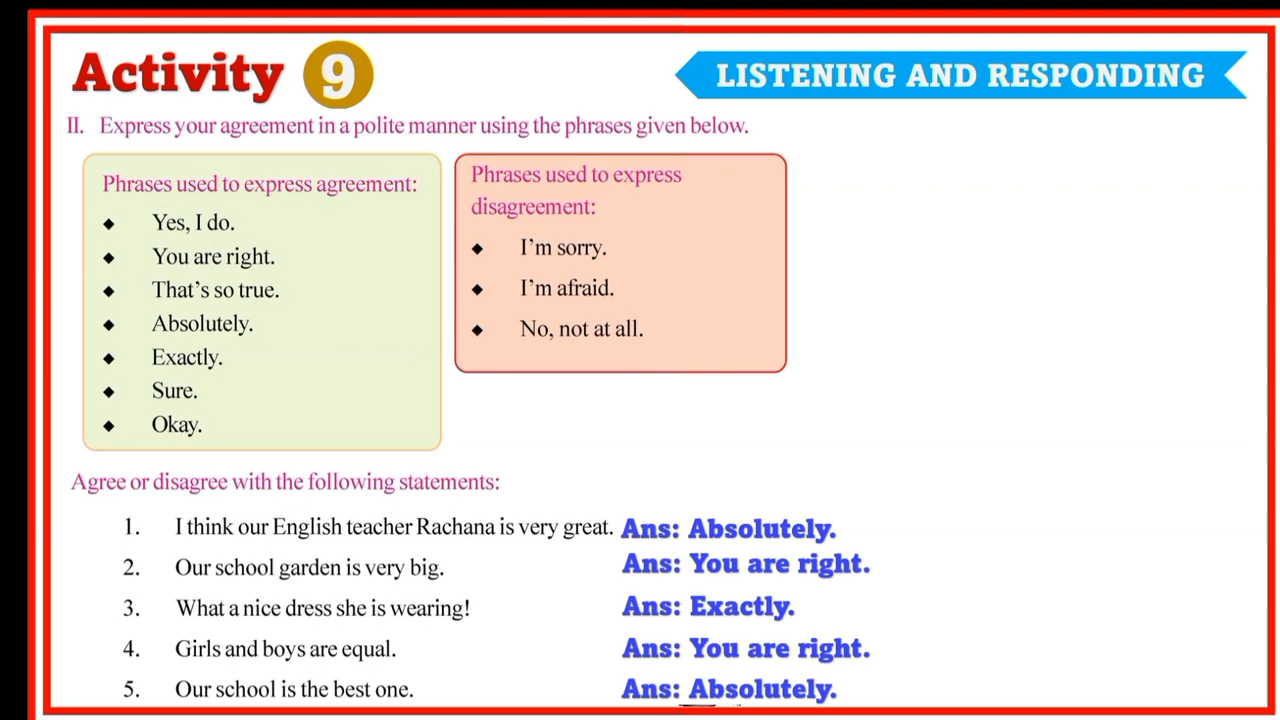 Activity 9
LISTENING AND RESPONDING
II. Express your agreement in a polite manner using the phrases given below.
Phrases used to express agreement:
◆ Yes, I do.
◆ You are right.
◆ That's so true.
◆ Absolutely.
◆ Exactly.
◆ Sure.
◆ Okay.
Phrases used to express
disagreement:
◆ I'm sorry.
◆ I'm afraid.
◆ No, not at all.
Agree or disagree with the following statements:
1. I think our English teacher Rachana is very great. Ans: Absolutely.
2. Our school garden is very big. Ans: You are right.
3. What a nice dress she is wearing! Ans: Exactly.
4. Girls and boys are equal. Ans: You are right.
5. Our school is the best one. Ans: Absolutely.